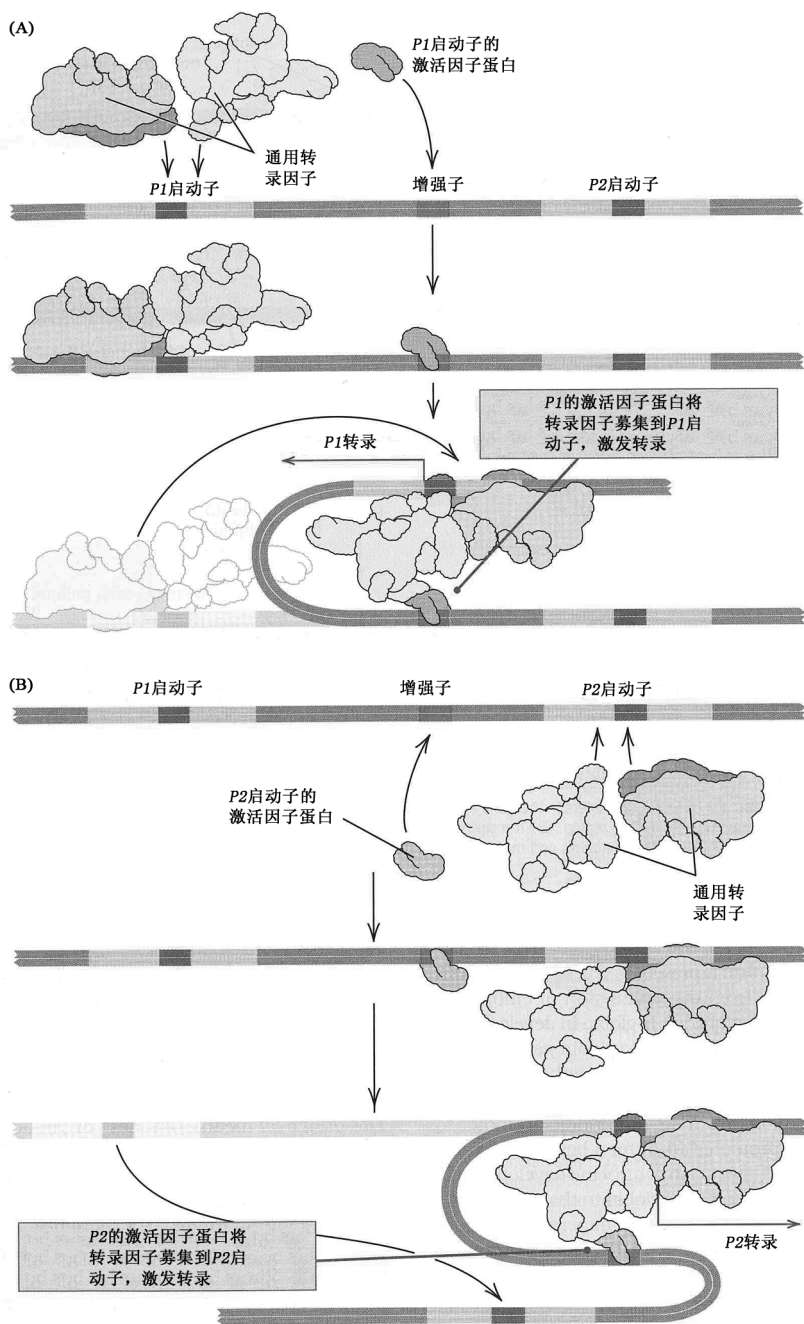 (A)
P1启动子的
激活因子蛋白
通用转
录因子
P1启动子
增强子
P2启动子
P1的激活因子蛋白将
转录因子募集到P1启
动子，激发转录
P1转录
(B)
P1启动子
增强子
P2启动子
P2启动子的
激活因子蛋白
通用转
录因子
P2的激活因子蛋白将
转录因子募集到P2启
动子，激发转录
P2转录